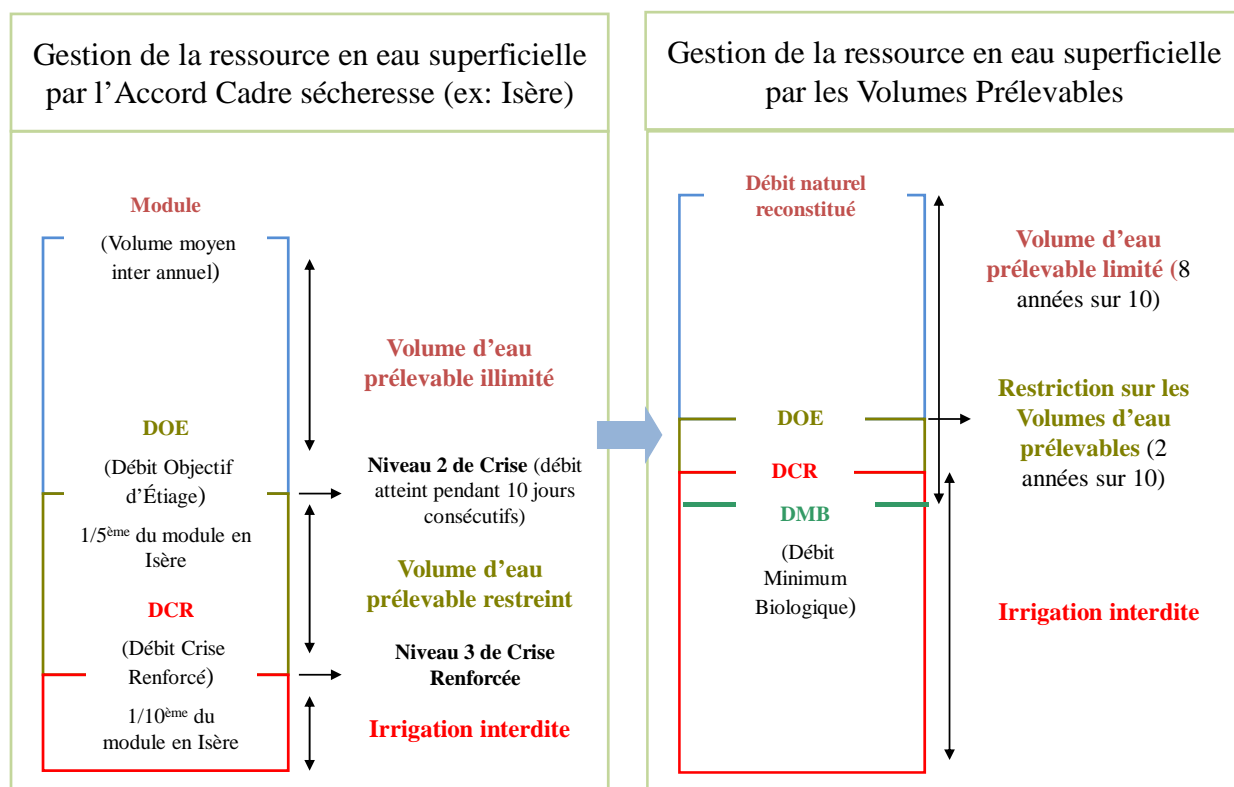 Gestion de la ressource en eau superficielle
par l'Accord Cadre sécheresse (ex: Isère)
Module
(Volume moyen
inter annuel)
Volume d'eau
prélevable illimité
DOE
(Débit Objectif
d'Étiage)
1/5ème du module en
Isère
Niveau 2 de Crise (débit
atteint pendant 10 jours
consécutifs)
Volume d'eau
prélevable restreint
DCR
(Débit Crise
Renforcé)
1/10ème du
module en Isère
Niveau 3 de Crise
Renforcée
Irrigation interdite
Gestion de la ressource en eau superficielle
par les Volumes Prélevables
Débit naturel
reconstitué
Volume d'eau
prélevable limité (8
années sur 10)
DOE
Restriction sur les
Volumes d'eau
prélevables (2
années sur 10)
DCR
DMB
(Débit
Minimum
Biologique)
Irrigation interdite